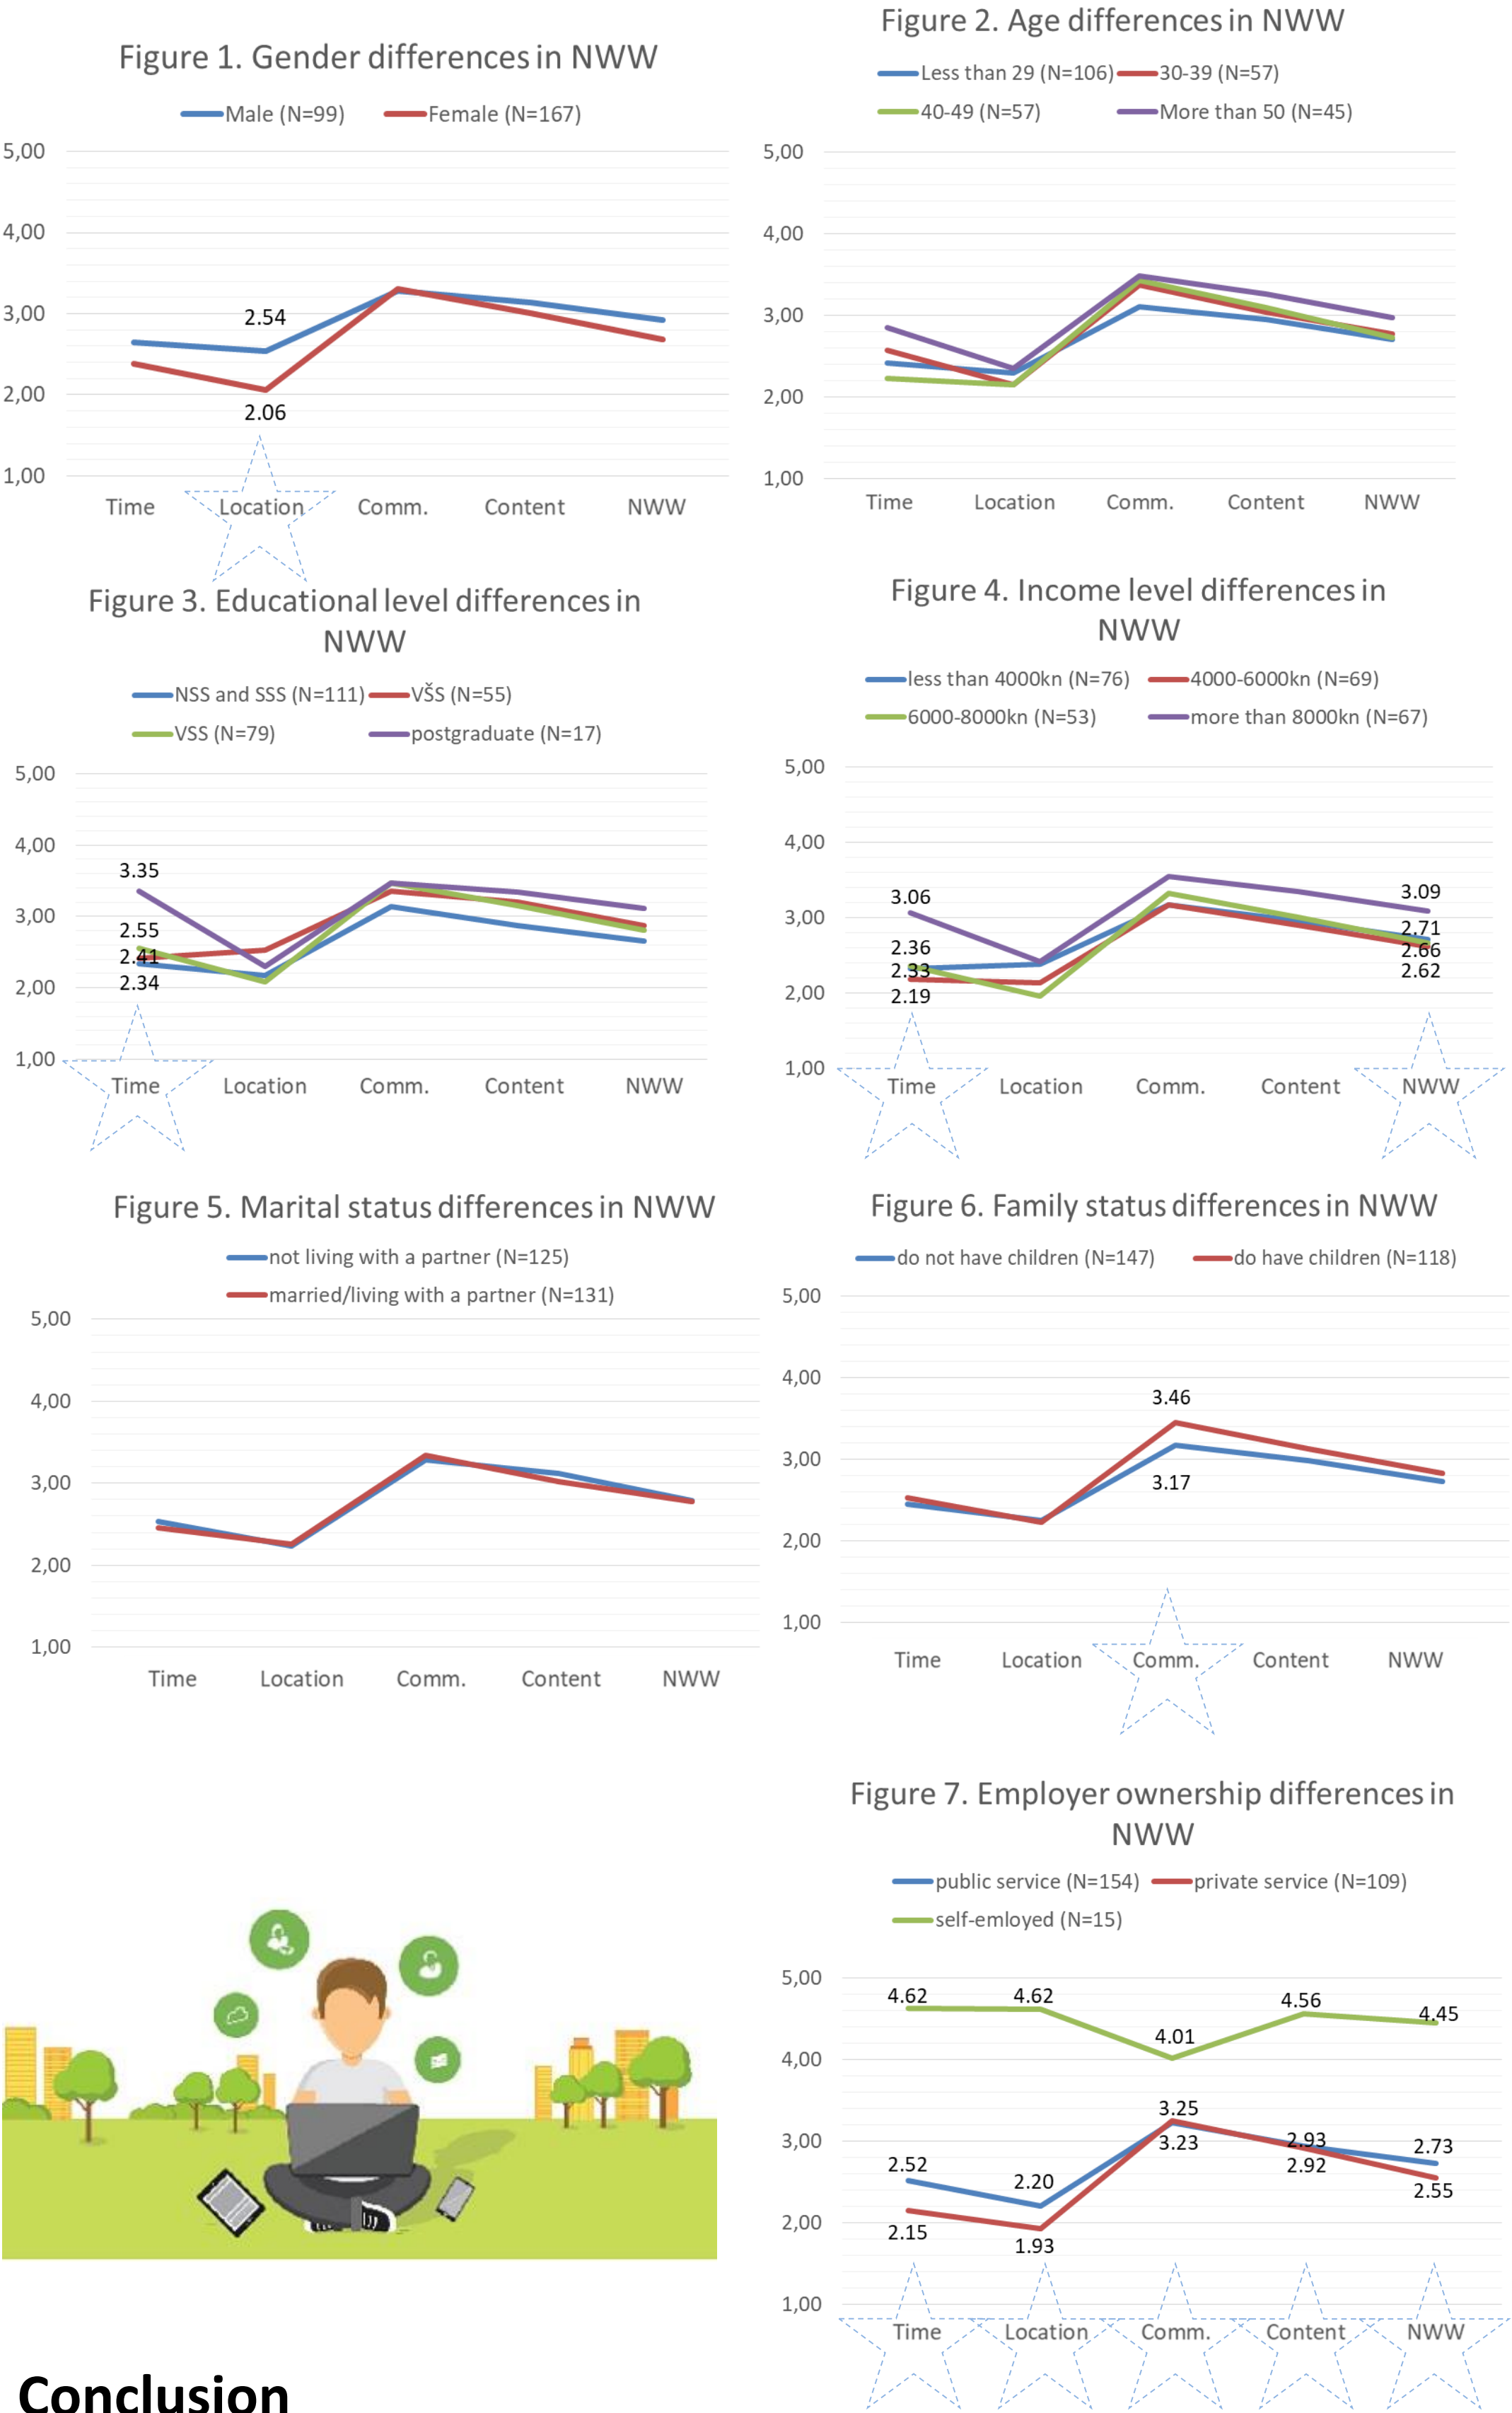 Figure 1. Gender differences in NWW
Male (N=99) Female (N=167)
5,00
4,00
3,00
2,00
1,00
2.54
2.06
Time Location Comm. Content NWW
Figure 2. Age differences in NWW
Less than 29 (N=106) 30-39 (N=57)
40-49 (N=57) More than 50 (N=45)
5,00
4,00
3,00
2,00
1,00
Time Location Comm. Content NWW
Figure 3. Educational level differences in
NWW
NSS and SSS (N=111) VŠS (N=55)
VSS (N=79) postgraduate (N=17)
5,00
4,00
3,00
2,00
1,00
3.35
2.55
2.41
2.34
Time Location Comm. Content NWW
Figure 4. Income level differences in
NWW
less than 4000kn (N=76) 4000-6000kn (N=69)
6000-8000kn (N=53) more than 8000kn (N=67)
5,00
4,00
3,00
2,00
1,00
3.06
2.36
2.33
2.19
3.09
2.71
2.66
2.62
Time Location Comm. Content NWW
Figure 5. Marital status differences in NWW
not living with a partner (N=125)
married/living with a partner (N=131)
5,00
4,00
3,00
2,00
1,00
Time Location Comm. Content NWW
Figure 6. Family status differences in NWW
do not have children (N=147) do have children (N=118)
5,00
4,00
3,00
2,00
1,00
3.46
3.17
Time Location Comm. Content NWW
Figure 7. Employer ownership differences in
NWW
public service (N=154) private service (N=109)
self-emloyed (N=15)
5,00
4,00
3,00
2,00
1,00
4.62 4.62 4.01 4.56 4.45
3.25
3.23
2.93
2.92
2.73
2.55
2.52 2.20
2.15 1.93
Time Location Comm. Content NWW
Conclusion